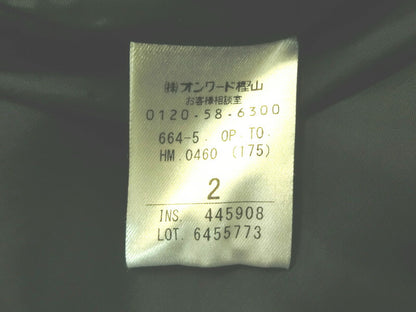 ㈱オンワード樫山
お客様相談室
0120-58-6300
664-5. OP.TO.
HM.0460 (175)
2
INS. 445908
LOT. 6455773